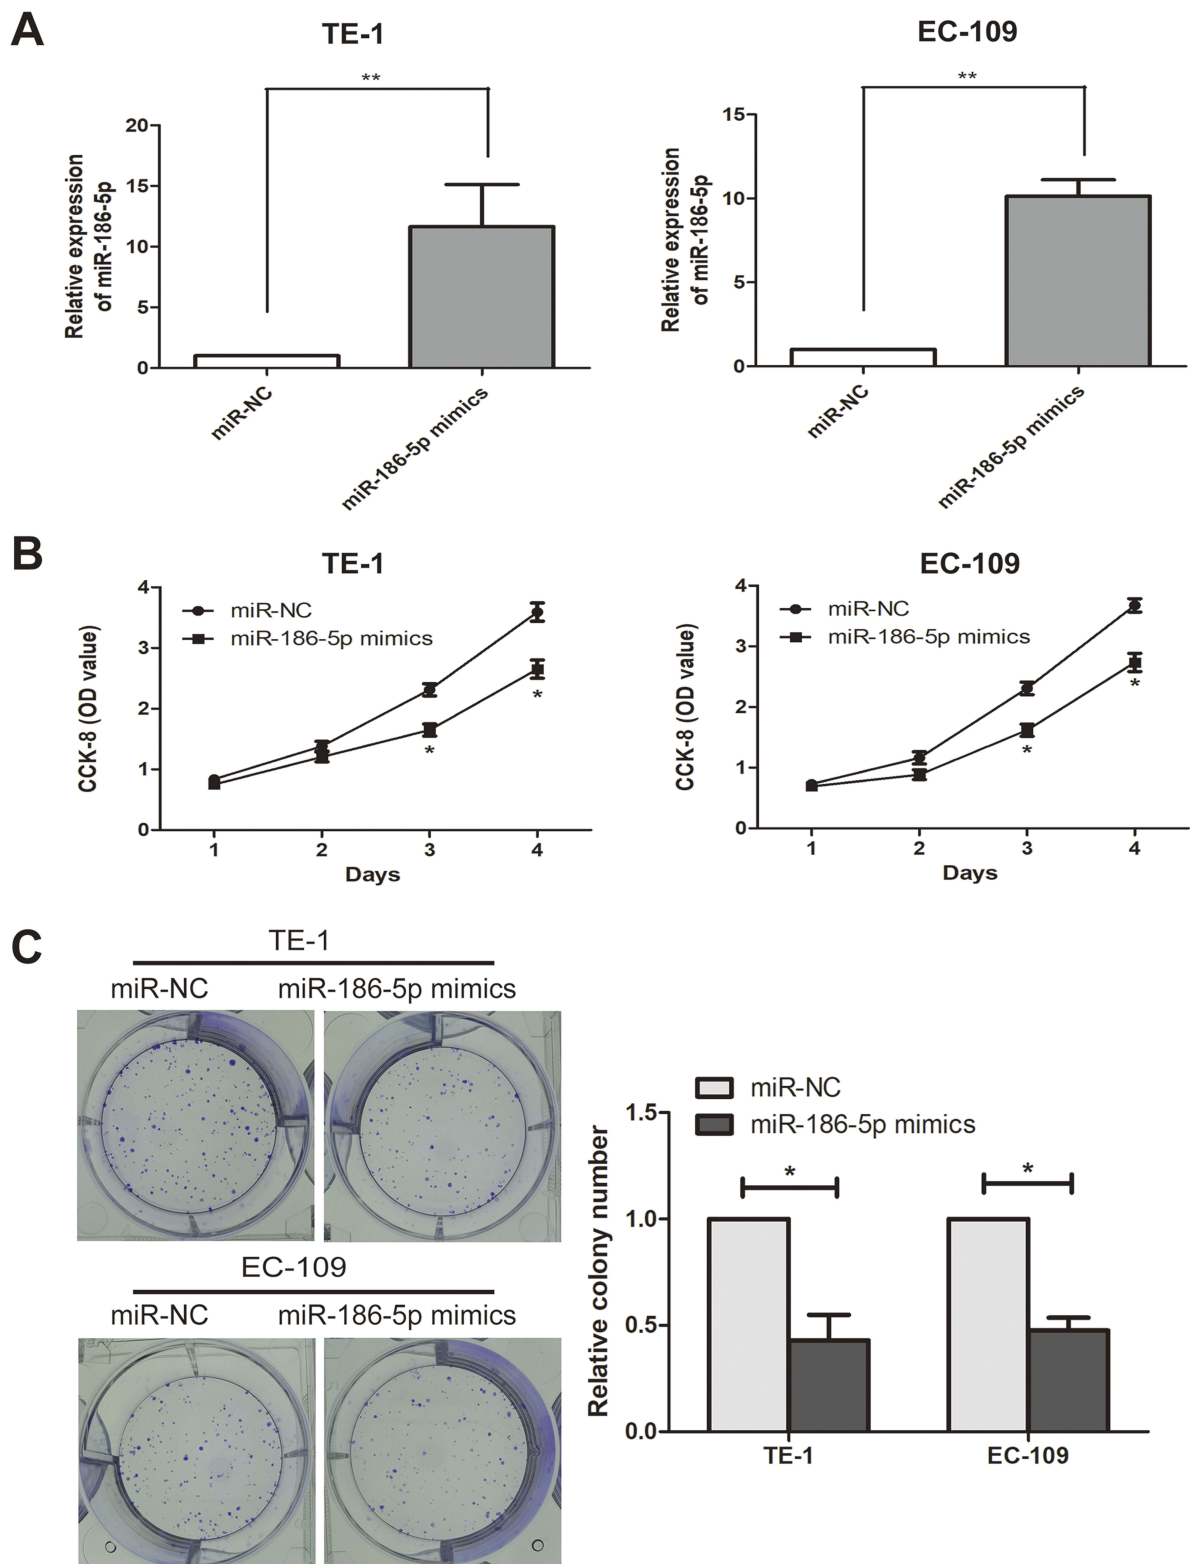 A
TE-1
**
20
15
10
5
0
Relative expression
of miR-186-5p
miR-NC
miR-186-5p mimics
EC-109
**
15
10
5
0
Relative expression
of miR-186-5p
miR-NC
miR-186-5p mimics
B
TE-1
4
3
2
1
0
CCK-8 (OD value)
miR-NC
miR-186-5p mimics
*
*
1 2 3 4
Days
EC-109
4
3
2
1
0
CCK-8 (OD value)
miR-NC
miR-186-5p mimics
*
*
1 2 3 4
Days
C
TE-1
miR-NC miR-186-5p mimics
EC-109
miR-NC miR-186-5p mimics
miR-NC
miR-186-5p mimics
1.5
1.0
0.5
0.0
Relative colony number
* *
TE-1 EC-109